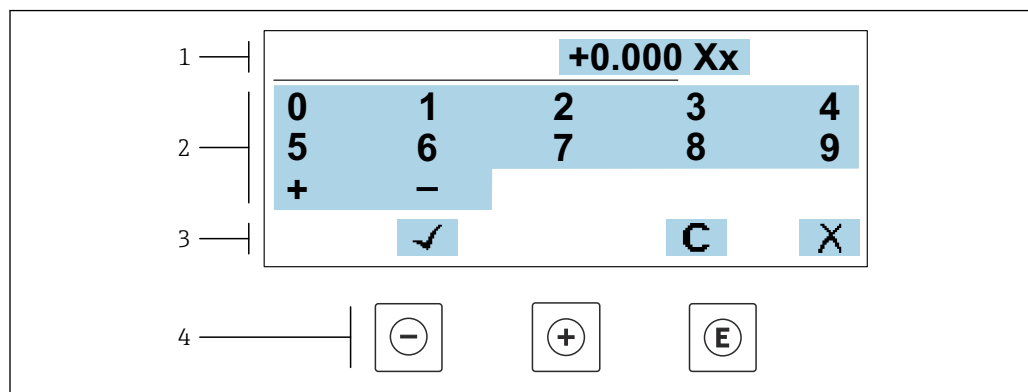 1 +0.000 Xx
0 1 2 3 4
2 5 6 7 8 9
+ −
3 ✓ C X
4 − + E